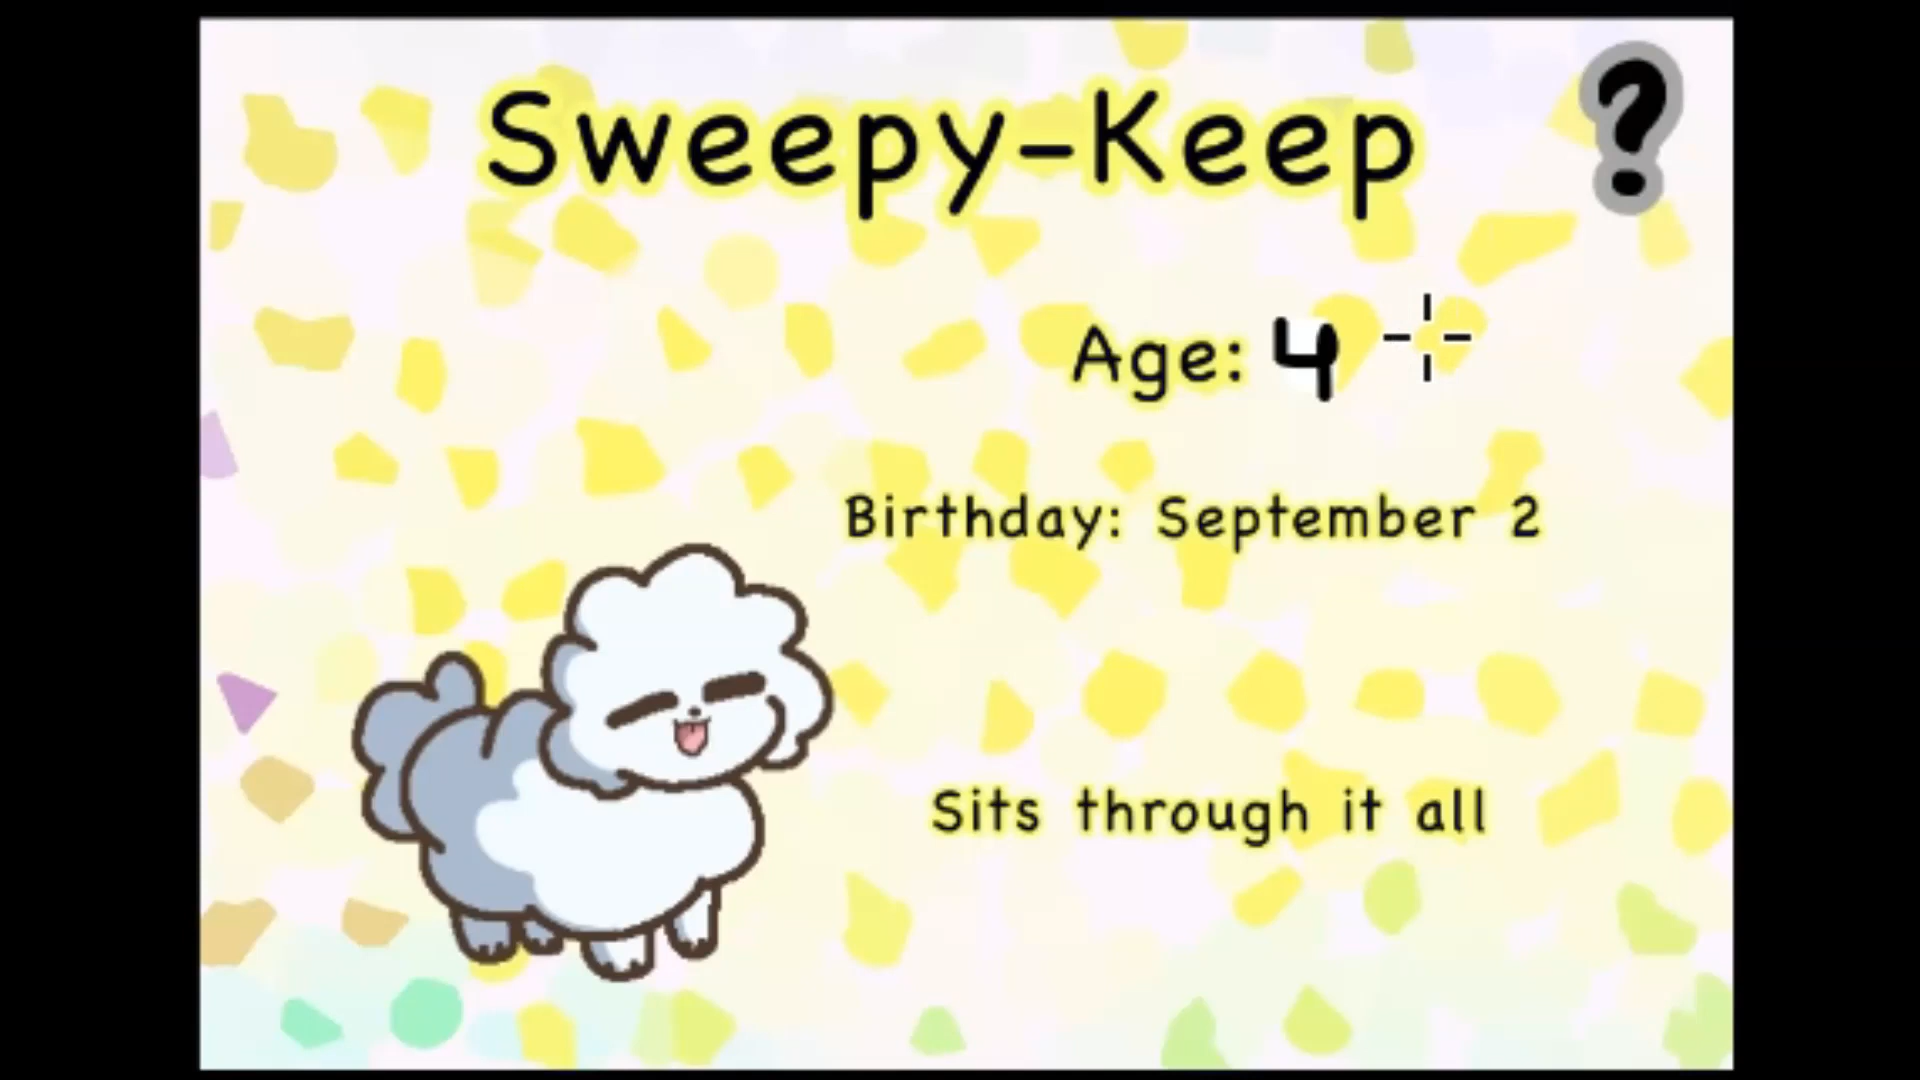 Sweepy-Keep ?
Age: 4
Birthday: September 2
Sits through it all